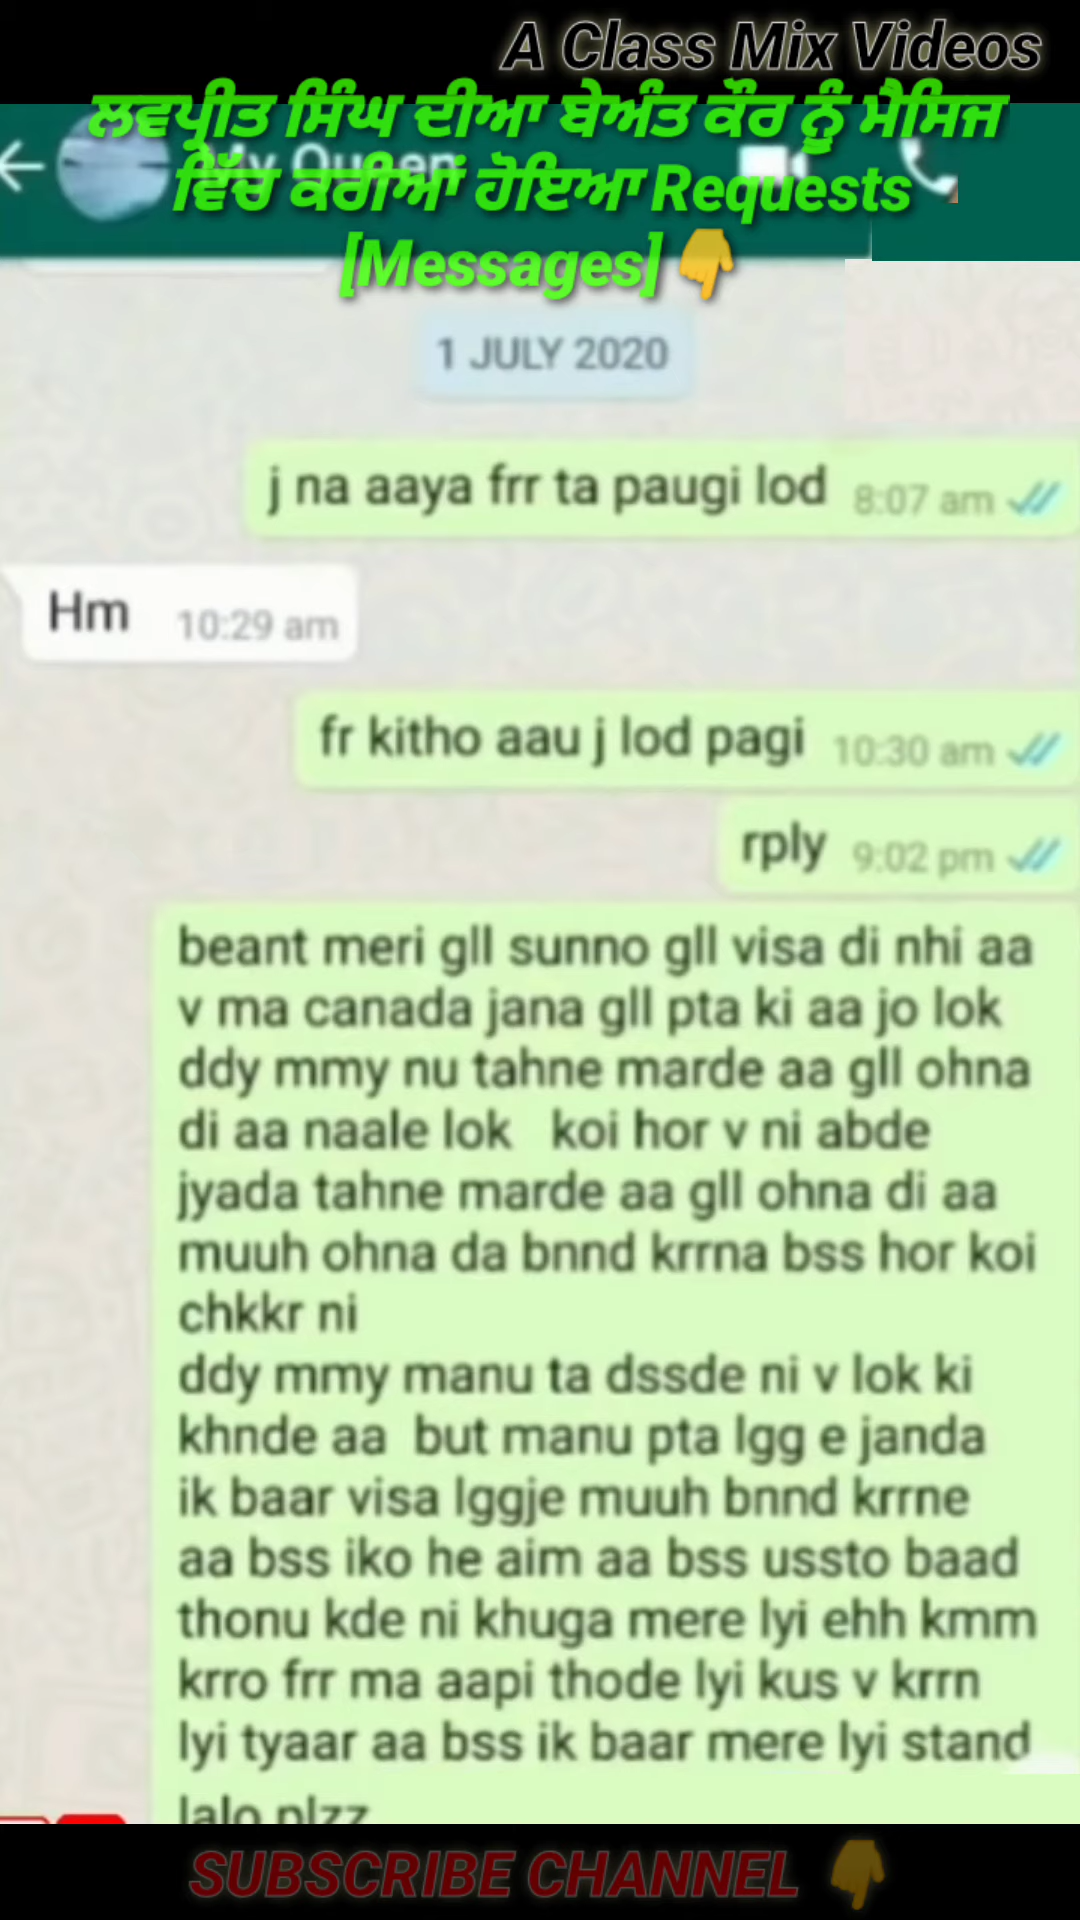 A Class Mix Videos
ਲਵਪ੍ਰੀਤ ਸਿੰਘ ਦੀਆ ਬੇਅੰਤ ਕੌਰ ਨੂੰ ਮੈਸਿਜ
My Queen
ਵਿੱਚ ਕਰੀਆਂ ਹੋਇਆ Requests
[Messages] 👇
1 JULY 2020
j na aaya frr ta paugi lod 8:07 am
Hm 10:29 am
fr kitho aau j lod pagi 10:30 am
rply 9:02 pm
beant meri gll sunno gll visa di nhi aa
v ma canada jana gll pta ki aa jo lok
ddy mmy nu tahne marde aa gll ohna
di aa naale lok koi hor v ni abde
jyada tahne marde aa gll ohna di aa
muuh ohna da bnnd krrna bss hor koi
chkkr ni
ddy mmy manu ta dssde ni v lok ki
khnde aa but manu pta lgg e janda
ik baar visa lggje muuh bnnd krrne
aa bss iko he aim aa bss ussto baad
thonu kde ni khuga mere lyi ehh kmm
krro frr ma aapi thode lyi kus v krrn
lyi tyaar aa bss ik baar mere lyi stand
lalo plzz
SUBSCRIBE CHANNEL 👇